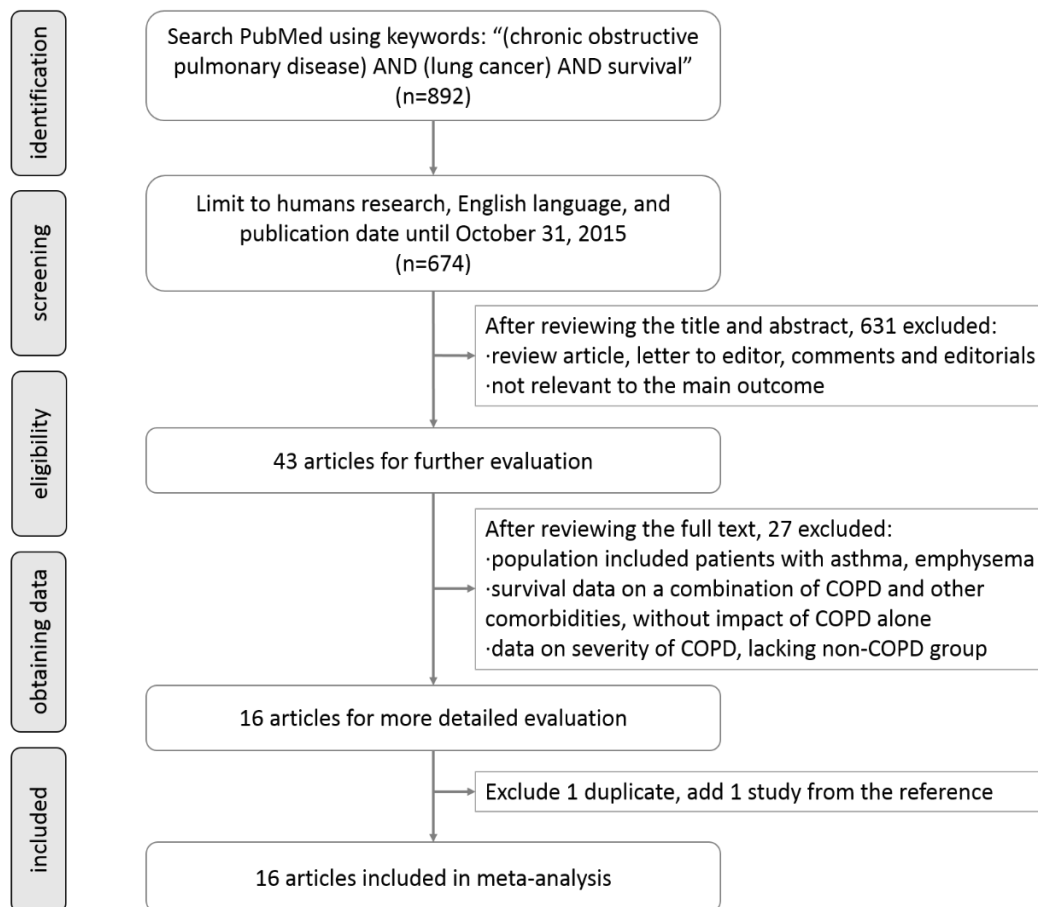 identification
Search PubMed using keywords: “(chronic obstructive
pulmonary disease) AND (lung cancer) AND survival”
(n=892)
screening
Limit to humans research, English language, and
publication date until October 31, 2015
(n=674)
After reviewing the title and abstract, 631 excluded:
·review article, letter to editor, comments and editorials
·not relevant to the main outcome
eligibility
43 articles for further evaluation
After reviewing the full text, 27 excluded:
·population included patients with asthma, emphysema
·survival data on a combination of COPD and other
comorbidities, without impact of COPD alone
·data on severity of COPD, lacking non-COPD group
obtaining data
16 articles for more detailed evaluation
Exclude 1 duplicate, add 1 study from the reference
included
16 articles included in meta-analysis